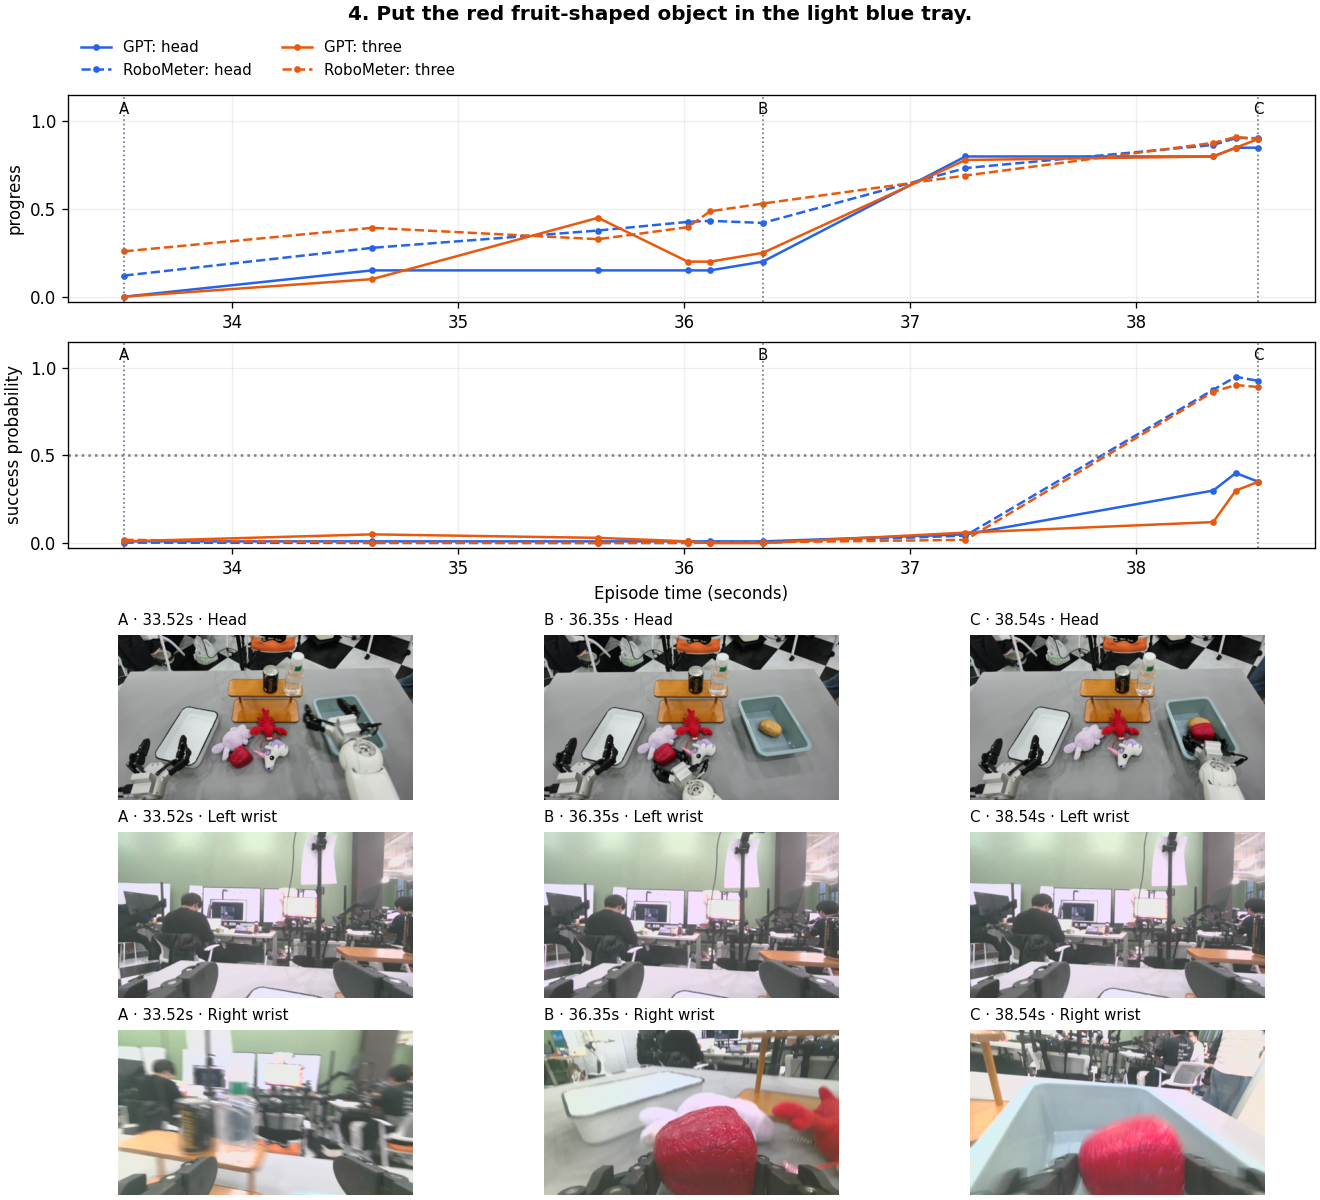 4. Put the red fruit-shaped object in the light blue tray.
GPT: head
GPT: three
RoboMeter: head
RoboMeter: three
A
B
C
1.0
0.5
0.0
progress
34
35
36
37
38
A
B
C
1.0
0.5
0.0
success probability
34
35
36
37
38
Episode time (seconds)
A · 33.52s · Head
B · 36.35s · Head
C · 38.54s · Head
A · 33.52s · Left wrist
B · 36.35s · Left wrist
C · 38.54s · Left wrist
A · 33.52s · Right wrist
B · 36.35s · Right wrist
C · 38.54s · Right wrist